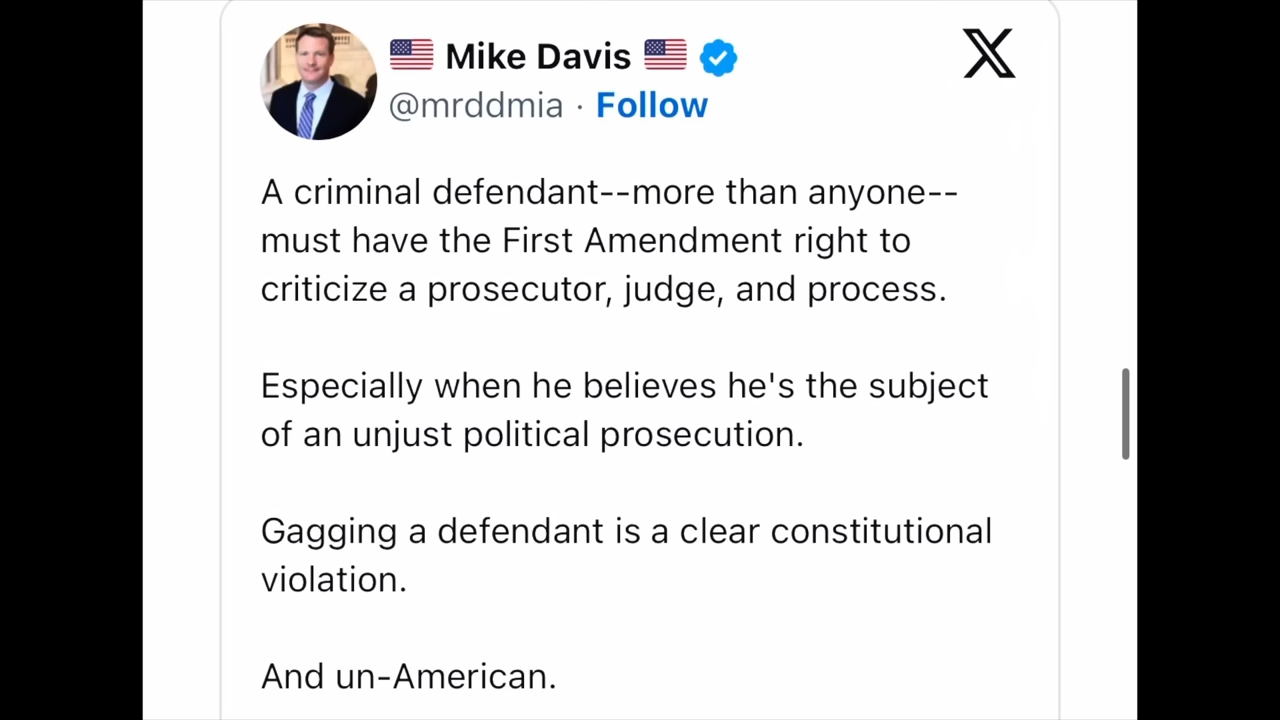 🇺🇸 Mike Davis 🇺🇸
@mrddmia · Follow
A criminal defendant--more than anyone--
must have the First Amendment right to
criticize a prosecutor, judge, and process.
Especially when he believes he's the subject
of an unjust political prosecution.
Gagging a defendant is a clear constitutional
violation.
And un-American.